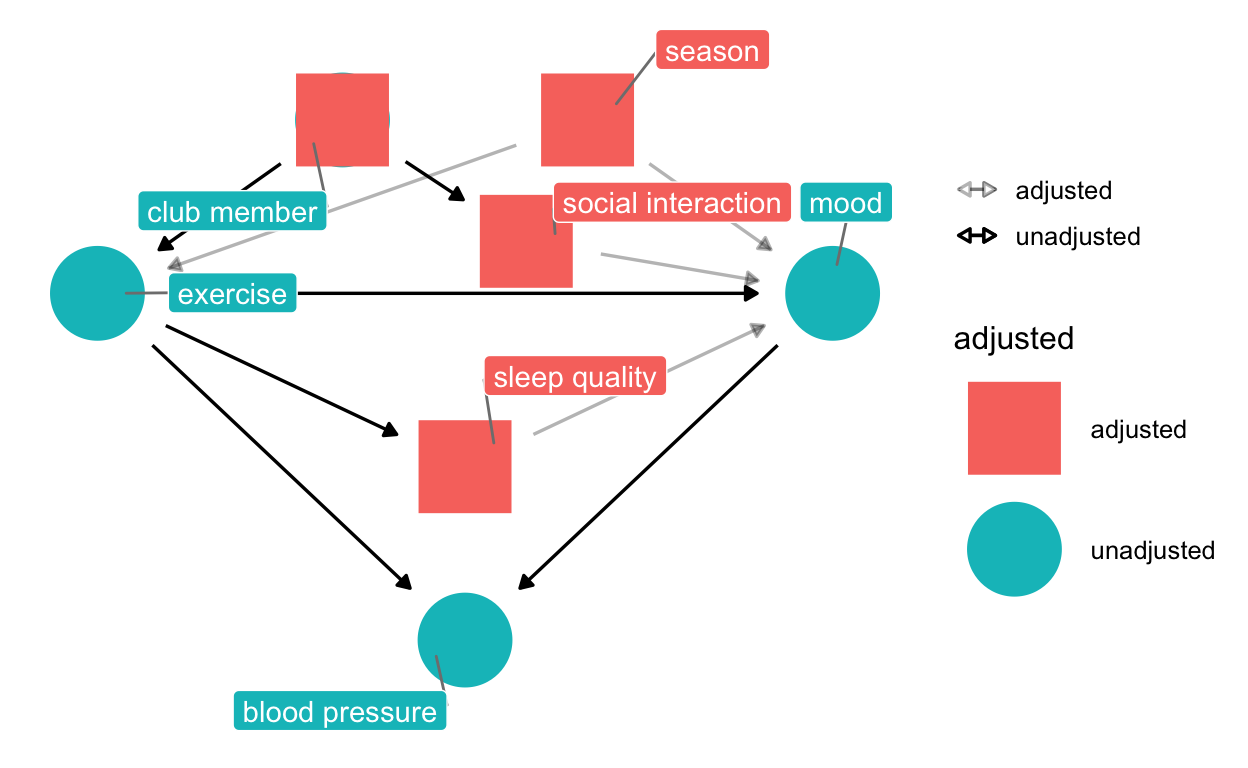 season
club member
social interaction
mood
exercise
sleep quality
blood pressure
adjusted
unadjusted
adjusted
adjusted
unadjusted